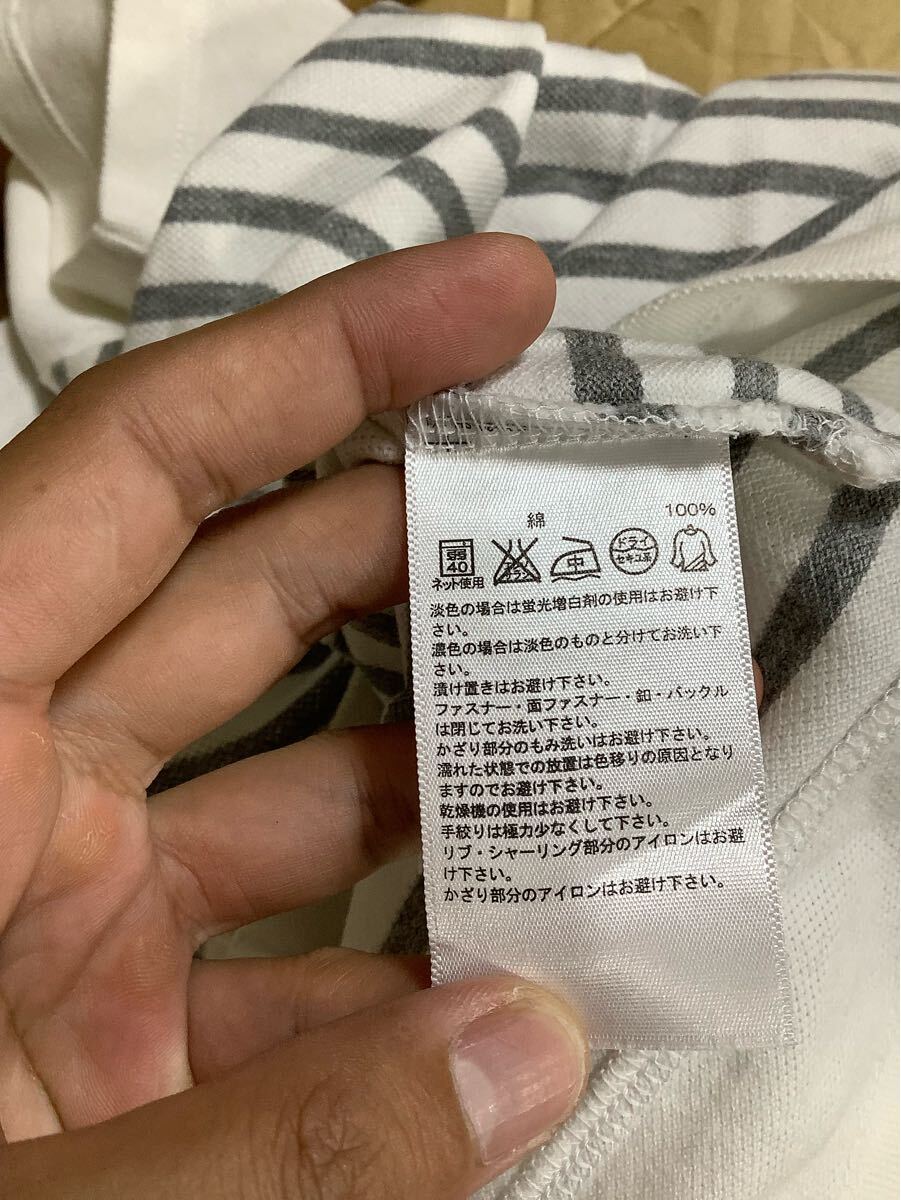 綿 100%
弱
40
中
ドライ
セキユ系
ネット使用
淡色の場合は蛍光増白剤の使用はお避け下
さい。
濃色の場合は淡色のものと分けてお洗い下
さい。
漬け置きはお避け下さい。
ファスナー・面ファスナー・釦・バックル
は閉じてお洗い下さい。
かざり部分のもみ洗いはお避け下さい。
濡れた状態での放置は色移りの原因となり
ますのでお避け下さい。
乾燥機の使用はお避け下さい。
手絞りは極力少なくして下さい。
リブ・シャーリング部分のアイロンはお避
け下さい。
かざり部分のアイロンはお避け下さい。